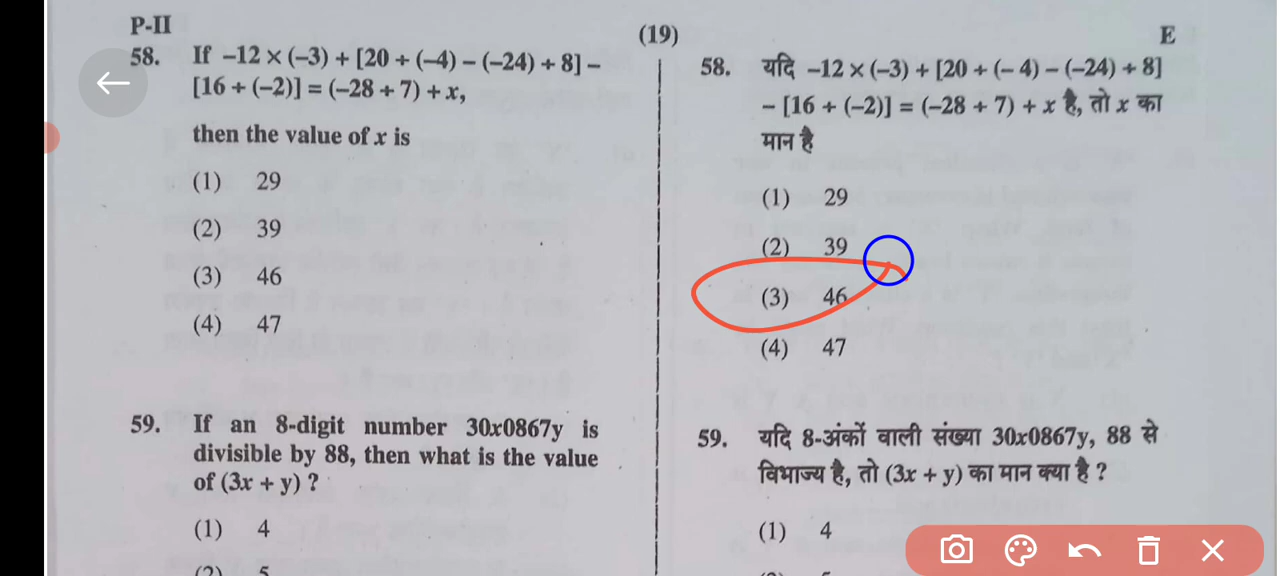 P-II
(19)
E
58. If –12 × (–3) + [20 ÷ (–4) – (–24) ÷ 8] –
[16 ÷ (–2)] = (–28 ÷ 7) + x,
then the value of x is
(1) 29
(2) 39
(3) 46
(4) 47
59. If an 8-digit number 30x0867y is
divisible by 88, then what is the value
of (3x + y) ?
(1) 4
(2) 5
58. यदि –12 × (–3) + [20 ÷ (– 4) – (–24) ÷ 8]
– [16 ÷ (–2)] = (–28 ÷ 7) + x है, तो x का
मान है
(1) 29
(2) 39
(3) 46
(4) 47
59. यदि 8-अंकों वाली संख्या 30x0867y, 88 से
विभाज्य है, तो (3x + y) का मान क्या है ?
(1) 4